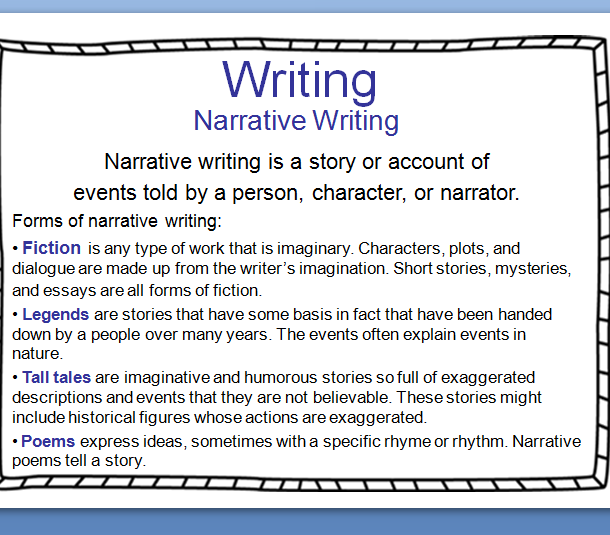 Writing
Narrative Writing
Narrative writing is a story or account of
events told by a person, character, or narrator.
Forms of narrative writing:
• Fiction is any type of work that is imaginary. Characters, plots, and
dialogue are made up from the writer's imagination. Short stories, mysteries,
and essays are all forms of fiction.
• Legends are stories that have some basis in fact that have been handed
down by a people over many years. The events often explain events in
nature.
• Tall tales are imaginative and humorous stories so full of exaggerated
descriptions and events that they are not believable. These stories might
include historical figures whose actions are exaggerated.
• Poems express ideas, sometimes with a specific rhyme or rhythm. Narrative
poems tell a story.